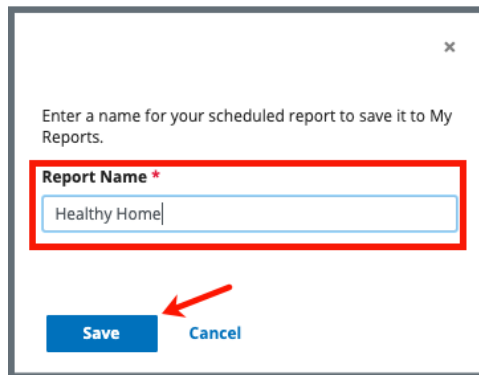 ×
Enter a name for your scheduled report to save it to My
Reports.
Report Name *
Healthy Home
Save Cancel